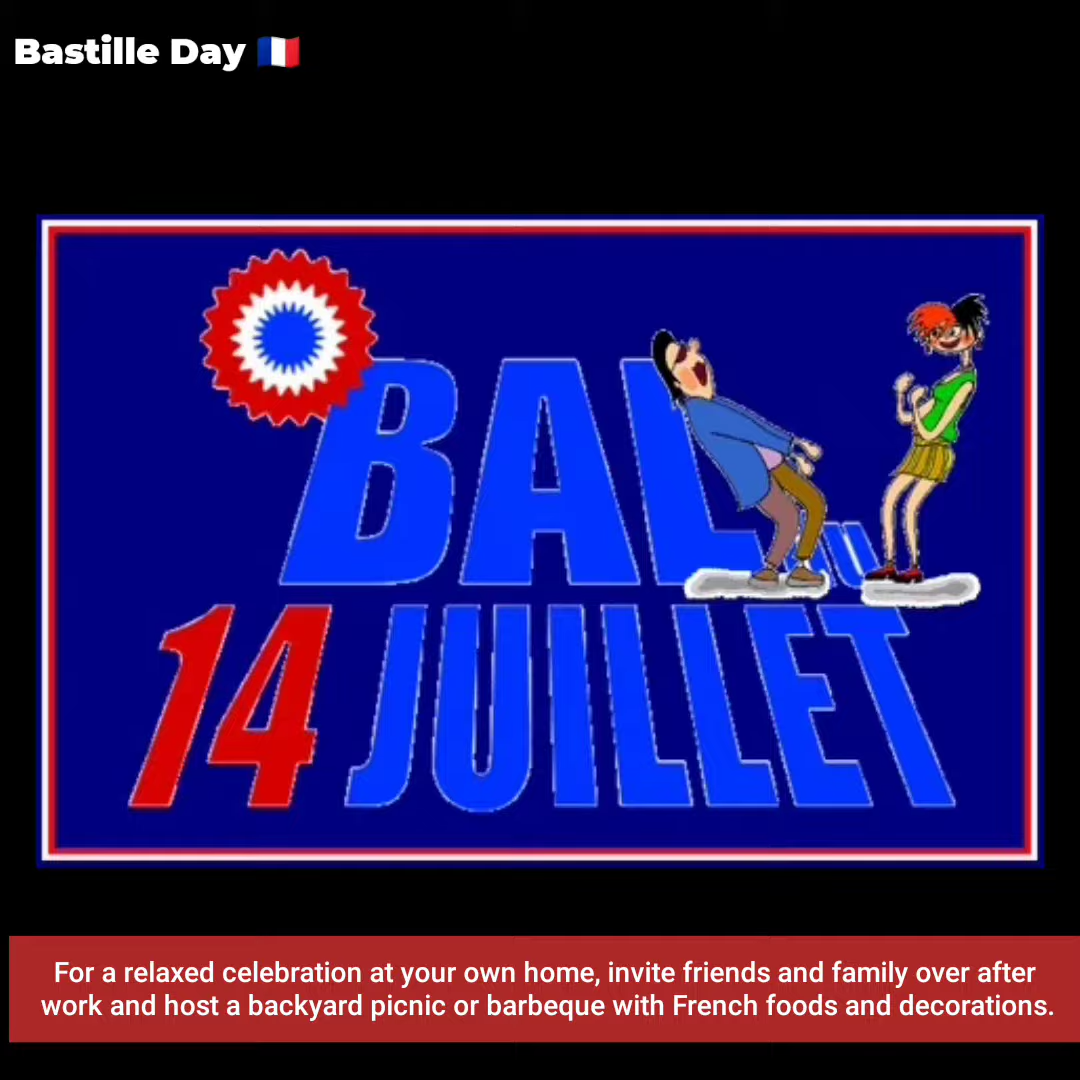 Bastille Day 🇫🇷
BAL
14 JUILLET
For a relaxed celebration at your own home, invite friends and family over after
work and host a backyard picnic or barbeque with French foods and decorations.